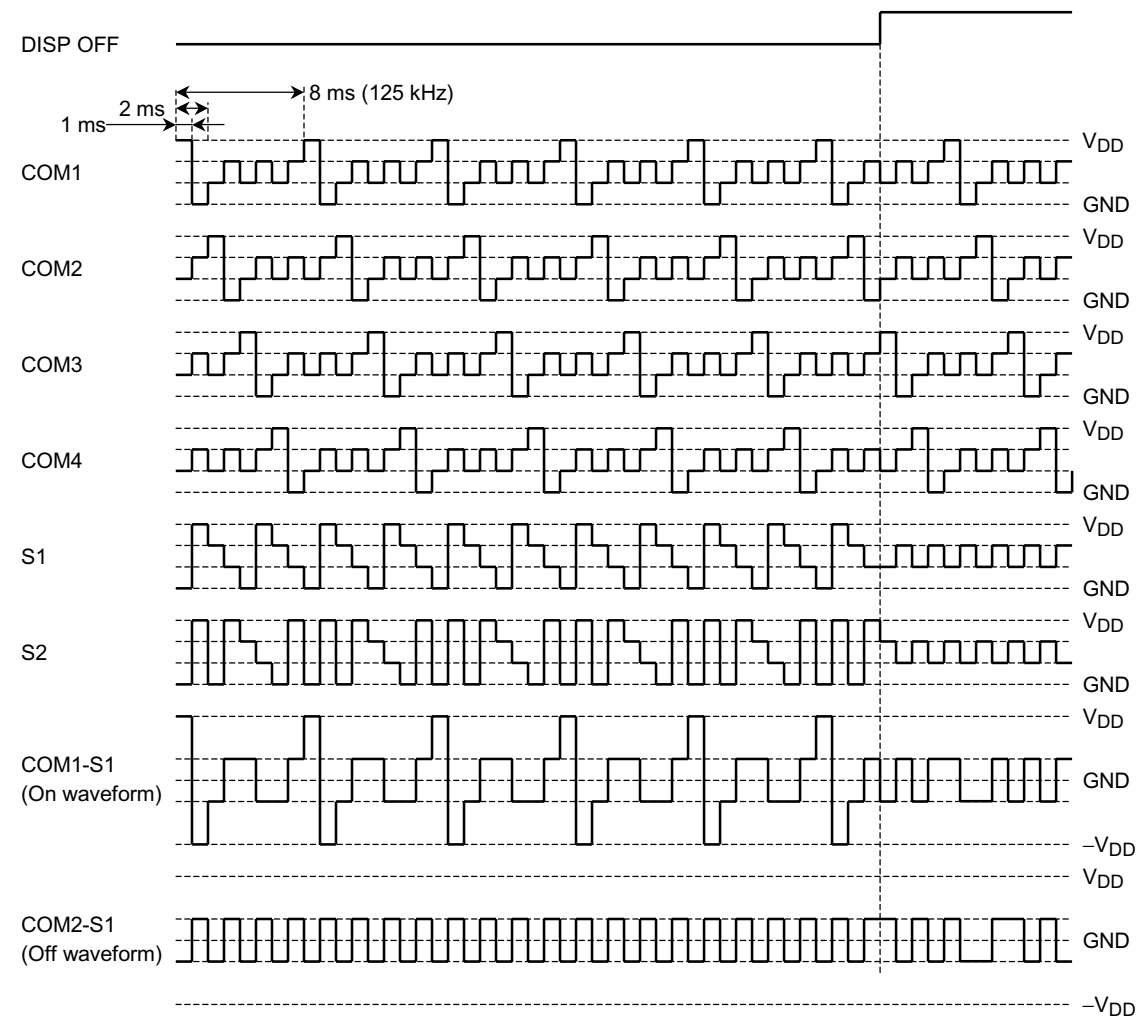 DISP OFF
8 ms (125 kHz)
2 ms
1 ms
VDD
COM1
GND
VDD
COM2
GND
VDD
COM3
GND
VDD
COM4
GND
VDD
S1
GND
VDD
S2
GND
VDD
COM1-S1
(On waveform)
GND
−VDD
VDD
COM2-S1
(Off waveform)
GND
−VDD